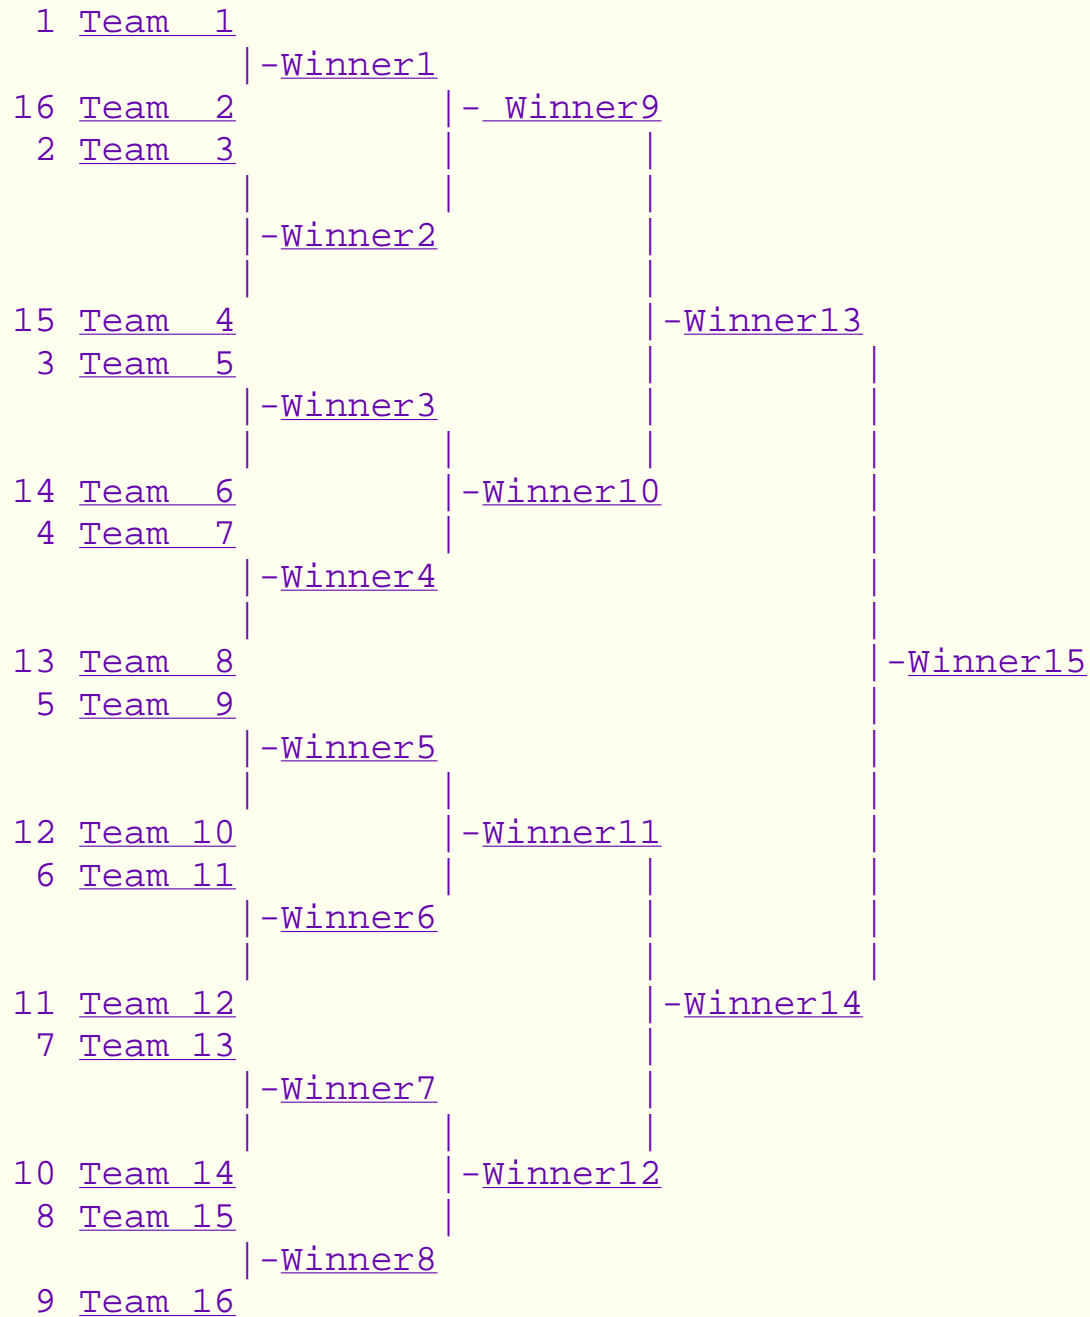 1 Team  1
|-Winner1
16 Team  2 |- Winner9
2 Team  3 | |
| | |
|-Winner2 |
| |
15 Team  4 |-Winner13
3 Team  5 | |
|-Winner3 | |
| | | |
14 Team  6 |-Winner10 |
4 Team  7 | |
|-Winner4 |
| |
13 Team  8 |-Winner15
5 Team  9 |
|-Winner5 |
| | |
12 Team 10 |-Winner11 |
6 Team 11 | | |
|-Winner6 | |
| | |
11 Team 12 |-Winner14
7 Team 13 |
|-Winner7 |
| | |
10 Team 14 |-Winner12
8 Team 15 |
|-Winner8
9 Team 16